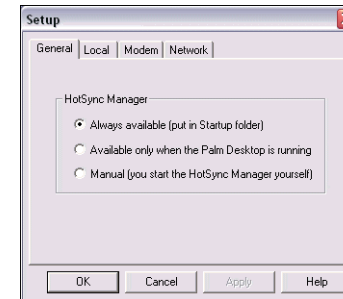 Setup
General Local Modem Network
HotSync Manager
Always available (put in Startup folder)
Available only when the Palm Desktop is running
Manual (you start the HotSync Manager yourself)
OK Cancel Apply Help